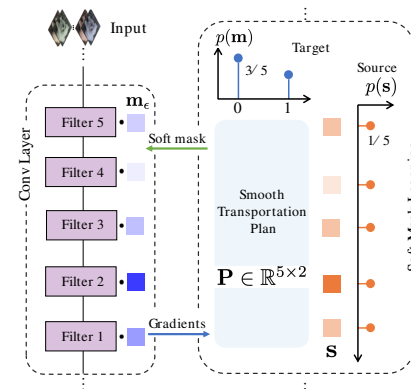 Input
p(m)
Target
3/5
0
1
Source
p(s)
1/5
Conv Layer
m_ϵ
Filter 5
Filter 4
Filter 3
Filter 2
Filter 1
Soft mask
Gradients
Smooth
Transportation
Plan
P ∈ ℝ^{5×2}
s